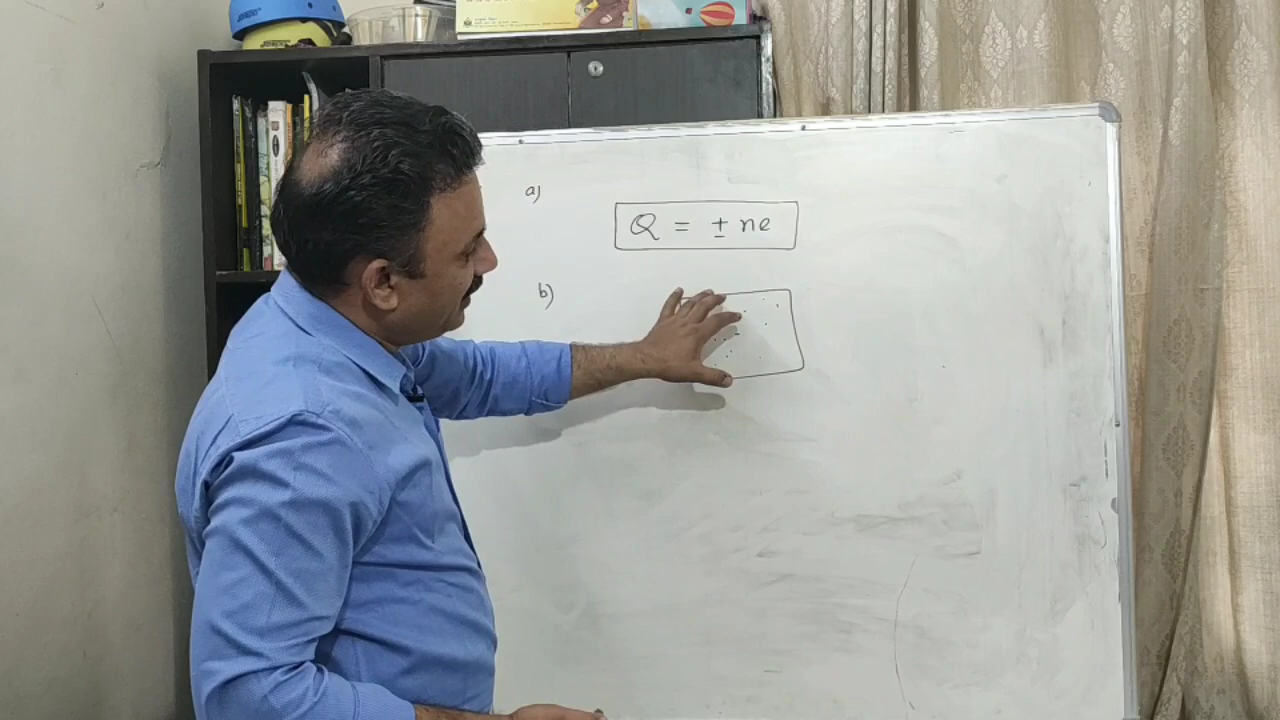 a)
Q = ± ne
b)